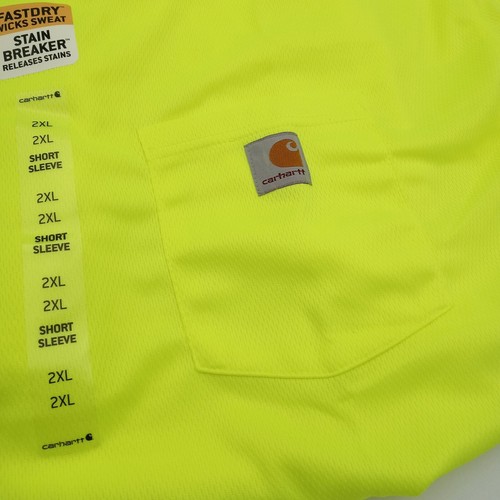 FASTDRY
WICKS SWEAT
STAIN
BREAKER™
RELEASES STAINS
carhartt
2XL
2XL
SHORT
SLEEVE
2XL
2XL
SHORT
SLEEVE
2XL
2XL
SHORT
SLEEVE
2XL
2XL
carhartt
carhartt